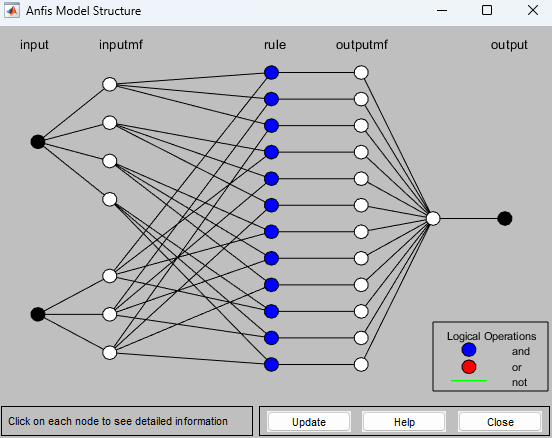 Anfis Model Structure
input inputmf rule outputmf output
Logical Operations
and
or
not
Click on each node to see detailed information
Update Help Close